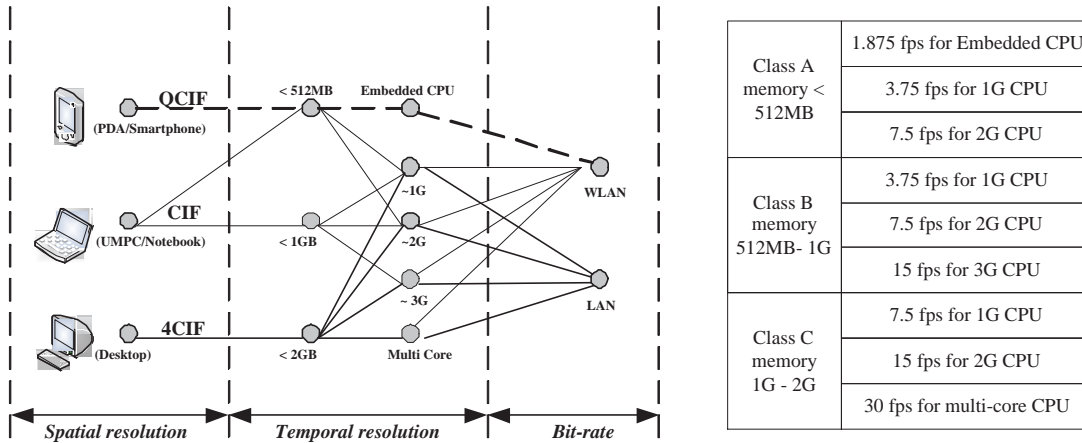 QCIF
(PDA/Smartphone)
< 512MB
Embedded CPU
~1G
WLAN
CIF
(UMPC/Notebook)
< 1GB
~2G
~ 3G
LAN
4CIF
(Desktop)
< 2GB
Multi Core
Spatial resolution
Temporal resolution
Bit-rate
Class A
memory <
512MB
1.875 fps for Embedded CPU
3.75 fps for 1G CPU
7.5 fps for 2G CPU
Class B
memory
512MB- 1G
3.75 fps for 1G CPU
7.5 fps for 2G CPU
15 fps for 3G CPU
Class C
memory
1G - 2G
7.5 fps for 1G CPU
15 fps for 2G CPU
30 fps for multi-core CPU